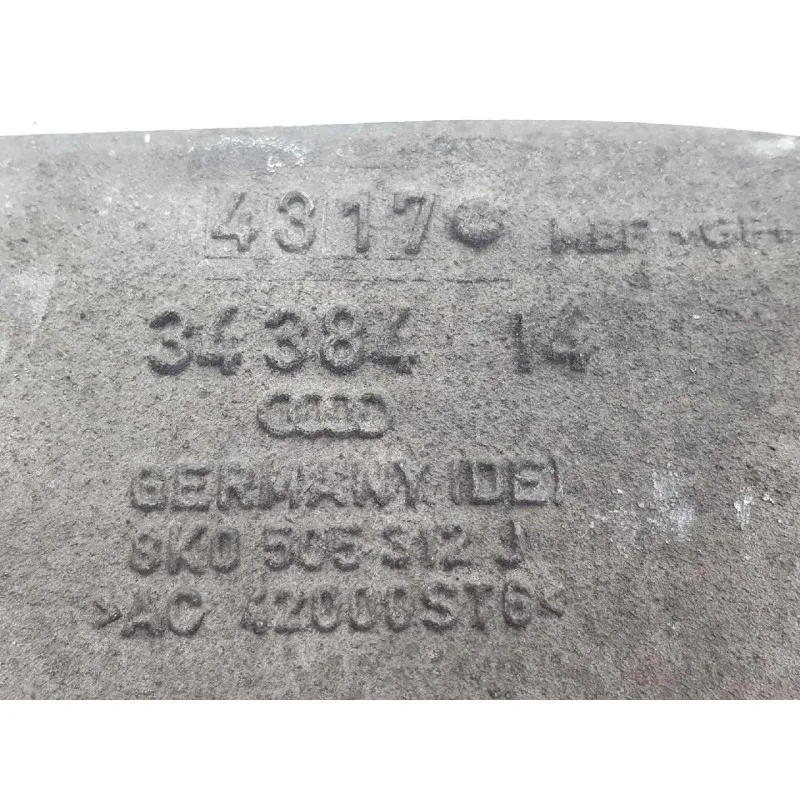 4317
34384 14
GERMANY (DE)
8K0 505 312 J
>AC 42000ST6<